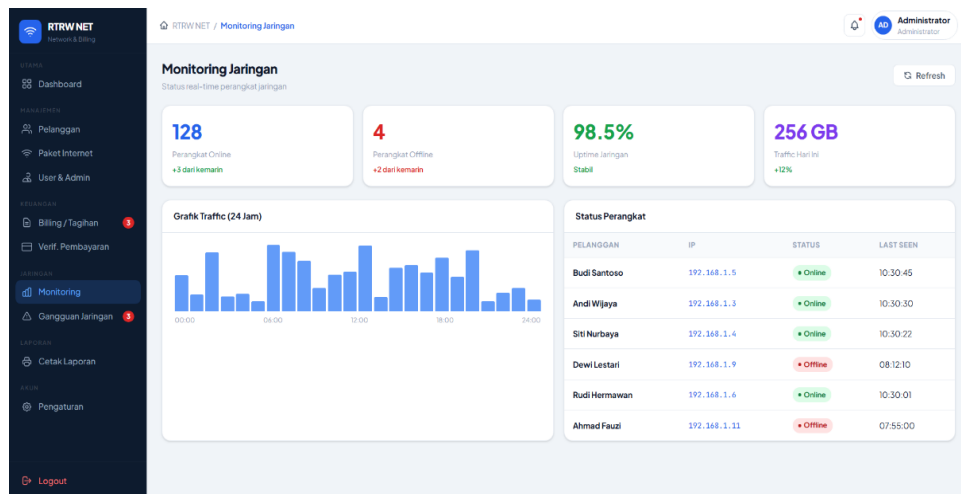 RTRW NET
Network & Billing
UTAMA
Dashboard
MANAJEMEN
Pelanggan
Paket Internet
User & Admin
KEUANGAN
Billing / Tagihan 3
Verif. Pembayaran
JARINGAN
Monitoring
Gangguan Jaringan 3
LAPORAN
Cetak Laporan
AKUN
Pengaturan
Logout
RTRW NET / Monitoring Jaringan
AD
Administrator
Administrator
Monitoring Jaringan
Status real-time perangkat jaringan
Refresh
128
Perangkat Online
+3 dari kemarin
4
Perangkat Offline
+2 dari kemarin
98.5%
Uptime Jaringan
Stabil
256 GB
Traffic Hari Ini
+12%
Grafik Traffic (24 Jam)
00:00 06:00 12:00 18:00 24:00
Status Perangkat
PELANGGAN IP STATUS LAST SEEN
Budi Santoso 192.168.1.5 • Online 10:30:45
Andi Wijaya 192.168.1.3 • Online 10:30:30
Siti Nurbaya 192.168.1.4 • Online 10:30:22
Dewi Lestari 192.168.1.9 • Offline 08:12:10
Rudi Hermawan 192.168.1.6 • Online 10:30:01
Ahmad Fauzi 192.168.1.11 • Offline 07:55:00